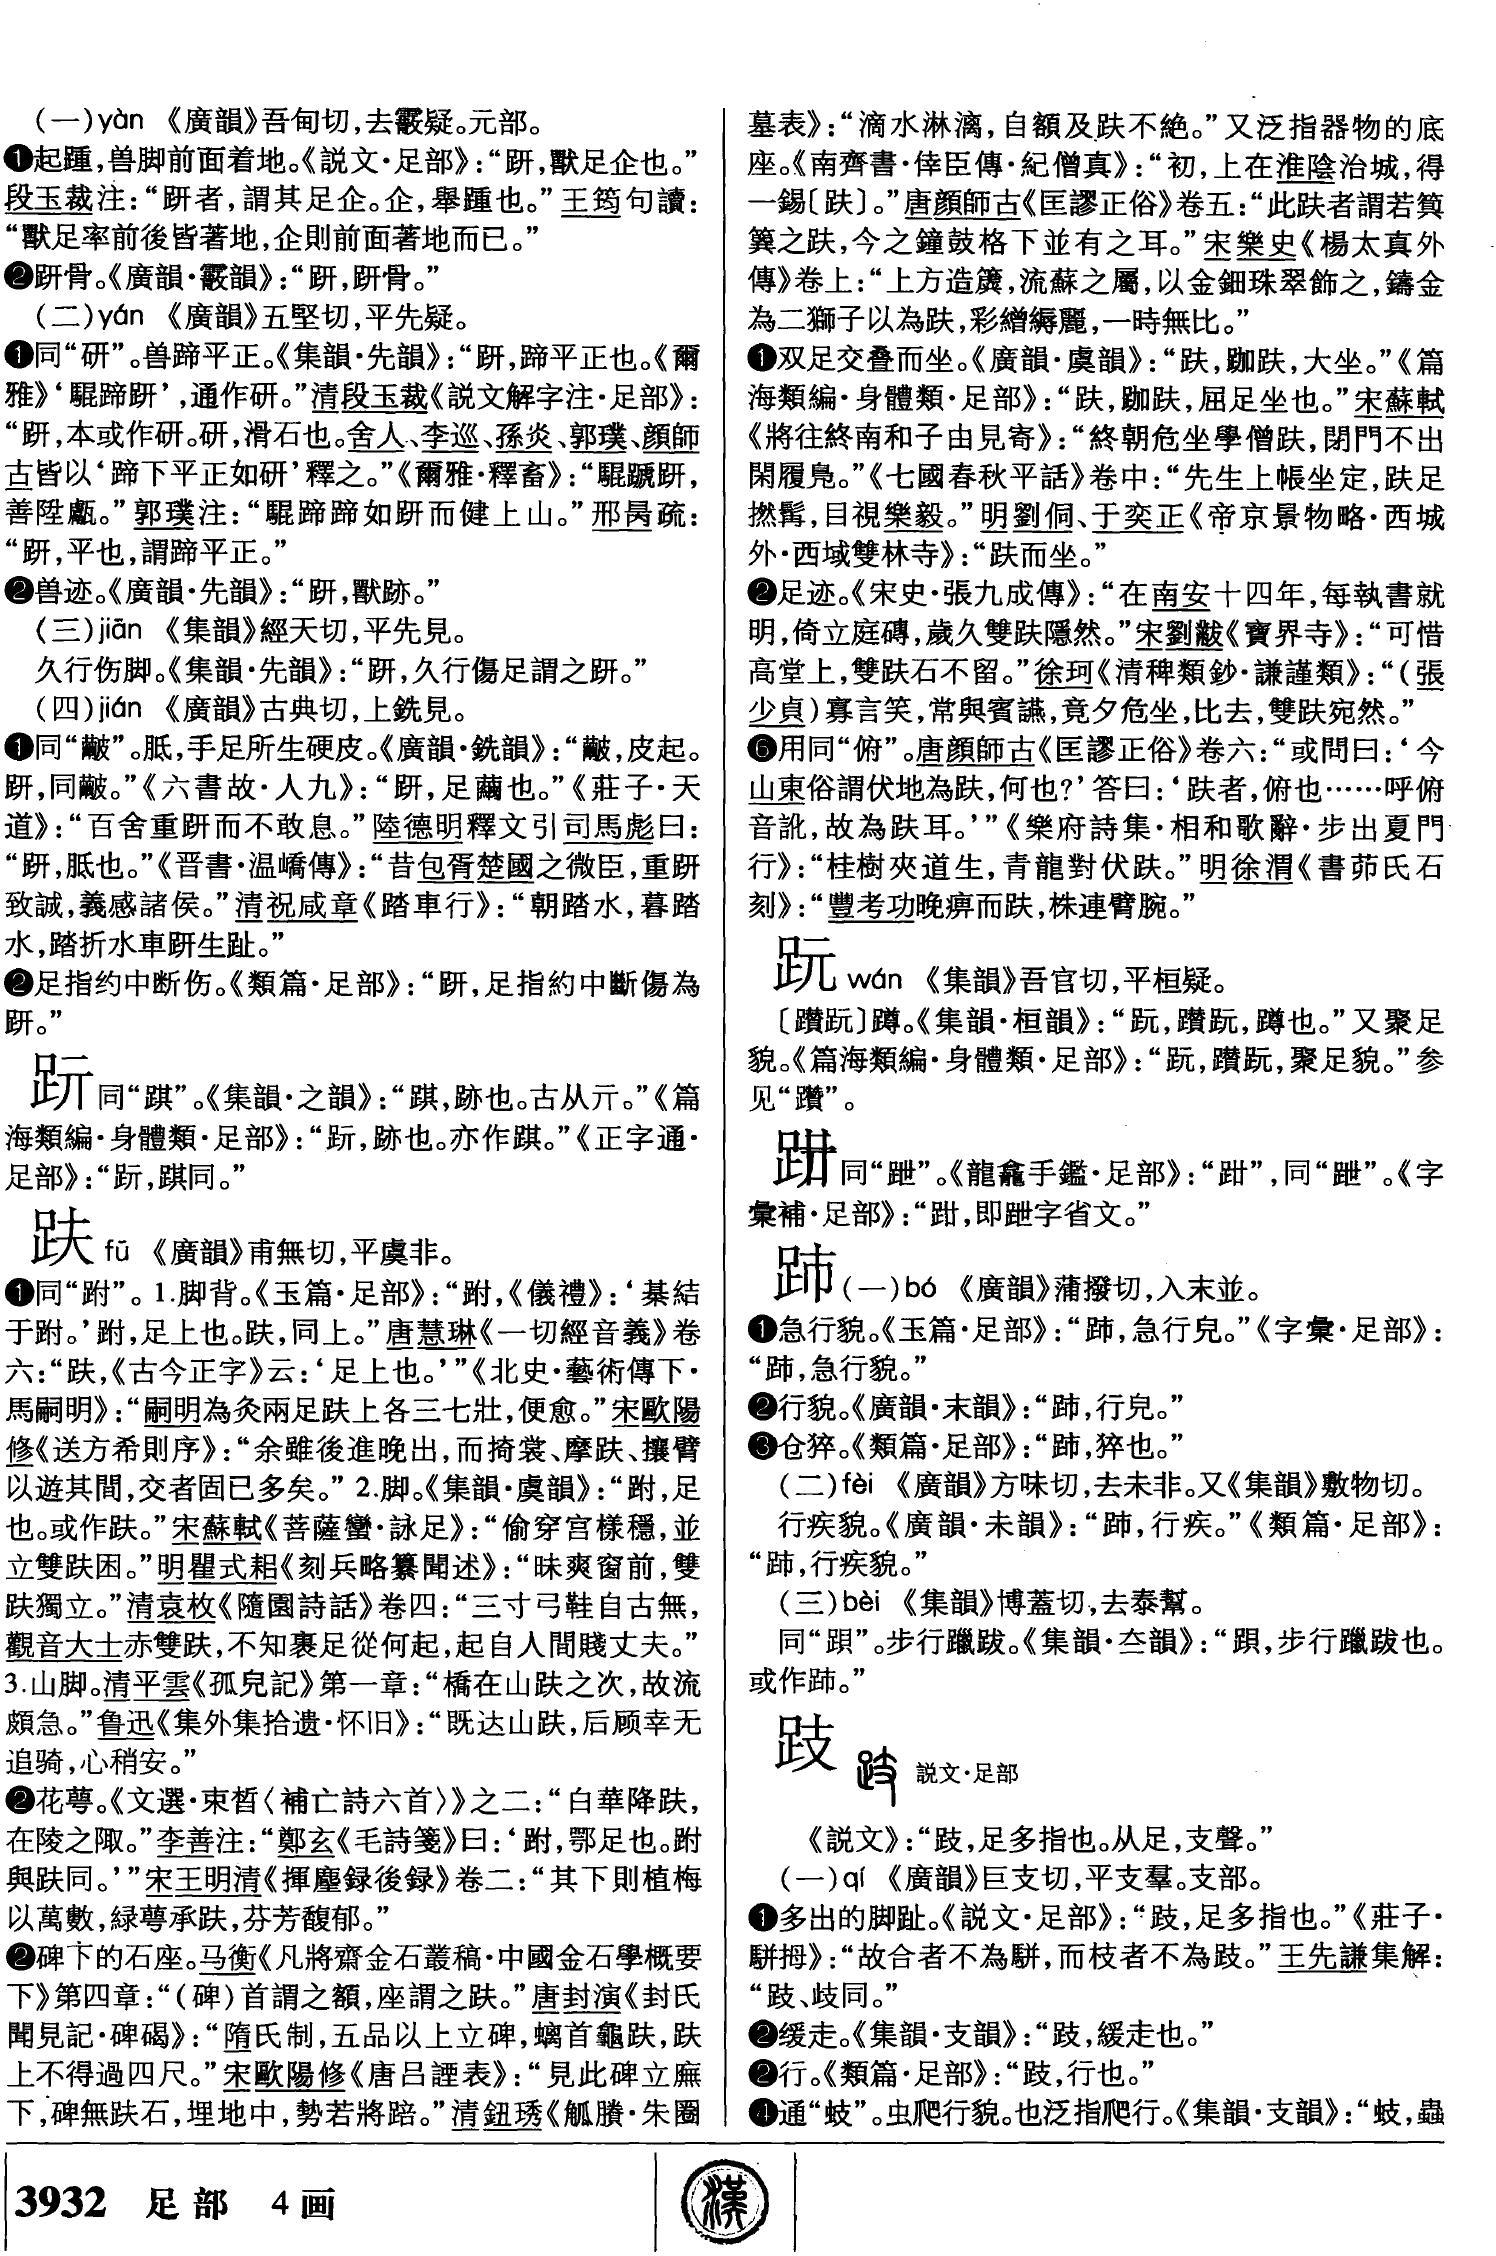 (一)yàn 《廣韻》吾甸切,去霰疑。元部。
❶起踵,兽脚前面着地。《説文·足部》:“趼,獸足企也。”
段玉裁注:“趼者,謂其足企。企,舉踵也。”王筠句讀:
“獸足率前後皆著地,企則前面著地而已。”
❷趼骨。《廣韻·霰韻》:“趼,趼骨。”
(二)yán 《廣韻》五堅切,平先疑。
❶同“研”。兽蹄平正。《集韻·先韻》:“趼,蹄平正也。《爾
雅》‘騉蹄趼’,通作研。”清段玉裁《説文解字注·足部》:
“趼,本或作研。研,滑石也。舍人、李巡、孫炎、郭璞、顔師
古皆以‘蹄下平正如研’釋之。”《爾雅·釋畜》:“騉蹏趼,
善陞甗。”郭璞注:“騉蹄蹄如趼而健上山。”邢昺疏:
“趼,平也,謂蹄平正。”
❷兽迹。《廣韻·先韻》:“趼,獸跡。”
(三)jiān 《集韻》經天切,平先見。
久行伤脚。《集韻·先韻》:“趼,久行傷足謂之趼。”
(四)jián 《廣韻》古典切,上銑見。
❶同“皾”。胝,手足所生硬皮。《廣韻·銑韻》:“,皮起。
趼,同。”《六書故·人九》:“趼,足繭也。”《莊子·天
道》:“百舍重趼而不敢息。”陸德明釋文引司馬彪曰:
“趼,胝也。”《晋書·温嶠傳》:“昔包胥楚國之微臣,重趼
致誠,義感諸侯。”清祝咸章《踏車行》:“朝踏水,暮踏
水,踏折水車趼生趾。”
❷足指约中断伤。《類篇·足部》:“趼,足指約中斷傷為
趼。”
同“踑”。《集韻·之韻》:“踑,跡也。古从亓。”《篇
海類編·身體類·足部》:“,跡也。亦作踑。”《正字通·
足部》:“,踑同。”
趺 fū 《廣韻》甫無切,平虞非。
❶同“跗”。1.脚背。《玉篇·足部》:“跗,《儀禮》:‘綦結
于跗。’跗,足上也。趺,同上。”唐慧琳《一切經音義》卷
六:“趺,《古今正字》云:‘足上也。’”《北史·藝術傳下·
馬嗣明》:“嗣明為灸兩足趺上各三七壯,便愈。”宋歐陽
修《送方希則序》:“余雖後進晚出,而掎裳、摩趺、攘臂
以遊其間,交者固已多矣。”2.脚。《集韻·虞韻》:“跗,足
也。或作趺。”宋蘇軾《菩薩蠻·詠足》:“偷穿宫樣穩,並
立雙趺困。”明瞿式耜《刻兵略纂聞述》:“昧爽窗前,雙
趺獨立。”清袁枚《隨園詩話》卷四:“三寸弓鞋自古無,
觀音大士赤雙趺,不知裹足從何起,起自人間賤丈夫。”
3.山脚。清平雲《孤兒記》第一章:“橋在山趺之次,故流
頗急。”鲁迅《集外集拾遗·怀旧》:“既达山趺,后顾幸无
追骑,心稍安。”
❷花萼。《文選·束晳〈補亡詩六首〉》之二:“白華降趺,
在陵之陬。”李善注:“鄭玄《毛詩箋》曰:‘跗,鄂足也。跗
與趺同。’”宋王明清《揮麈録後録》卷二:“其下則植梅
以萬數,緑萼承趺,芬芳馥郁。”
❷碑下的石座。马衡《凡將齋金石叢稿·中國金石學概要
下》第四章:“(碑)首謂之額,座謂之趺。”唐封演《封氏
聞見記·碑碣》:“隋氏制,五品以上立碑,螭首龜趺,趺
上不得過四尺。”宋歐陽修《唐吕諲表》:“見此碑立廡
下,碑無趺石,埋地中,勢若將踣。”清鈕琇《觚賸·朱圈
墓表》:“滴水淋漓,自額及趺不絶。”又泛指器物的底
座。《南齊書·倖臣傳·紀僧真》:“初,上在淮陰治城,得
一錫〔趺〕。”唐顔師古《匡謬正俗》卷五:“此趺者謂若簨
簨之趺,今之鐘鼓格下並有之耳。”宋樂史《楊太真外
傳》卷上:“上方造簴,流蘇之屬,以金鈿珠翠飾之,鑄金
為二獅子以為趺,彩繒縟麗,一時無比。”
❶双足交叠而坐。《廣韻·虞韻》:“趺,跏趺,大坐。”《篇
海類編·身體類·足部》:“趺,跏趺,屈足坐也。”宋蘇軾
《將往終南和子由見寄》:“終朝危坐學僧趺,閉門不出
閑履鳧。”《七國春秋平話》卷中:“先生上帳坐定,趺足
撚髯,目視樂毅。”明劉侗、于奕正《帝京景物略·西城
外·西域雙林寺》:“趺而坐。”
❷足迹。《宋史·張九成傳》:“在南安十四年,每執書就
明,倚立庭磚,歲久雙趺隱然。”宋劉黻《寶界寺》:“可惜
高堂上,雙趺石不留。”徐珂《清稗類鈔·謙謹類》:“(張
少貞)寡言笑,常與賓讌,竟夕危坐,比去,雙趺宛然。”
❻用同“俯”。唐顔師古《匡謬正俗》卷六:“或問曰:‘今
山東俗謂伏地為趺,何也?’答曰:‘趺者,俯也……呼俯
音訛,故為趺耳。’”《樂府詩集·相和歌辭·步出夏門
行》:“桂樹夾道生,青龍對伏趺。”明徐渭《書茆氏石
刻》:“豐考功晚痹而趺,株連臂腕。”
跀 wán 《集韻》吾官切,平桓疑。
〔躦〕蹲。《集韻·桓韻》:“,躦,蹲也。”又聚足
貌。《篇海類編·身體類·足部》:“,躦,聚足貌。”参
见“躦”。
同“跇”。《龍龕手鑑·足部》:“”,同“跇”。《字
彙補·足部》:“,即跇字省文。”
䟛(一)bó 《廣韻》蒲撥切,入末並。
❶急行貌。《玉篇·足部》:“䟛,急行皃。”《字彙·足部》:
“䟛,急行貌。”
❷行貌。《廣韻·末韻》:“䟛,行皃。”
❸仓猝。《類篇·足部》:“䟛,猝也。”
(二)fèi 《廣韻》方味切,去未非。又《集韻》敷物切。
行疾貌。《廣韻·未韻》:“䟛,行疾。”《類篇·足部》:
“䟛,行疾貌。”
(三)bèi 《集韻》博蓋切,去泰幫。
同“䟺”。步行躐跋。《集韻·夳韻》:“䟺,步行躐跋也。
或作䟛。”
跂 説文·足部
《説文》:“跂,足多指也。从足,支聲。”
(一)qí 《廣韻》巨支切,平支羣。支部。
❶多出的脚趾。《説文·足部》:“跂,足多指也。”《莊子·
駢拇》:“故合者不為駢,而枝者不為跂。”王先謙集解:
“跂、歧同。”
❷缓走。《集韻·支韻》:“跂,緩走也。”
❷行。《類篇·足部》:“跂,行也。”
❹通“蚑”。虫爬行貌。也泛指爬行。《集韻·支韻》:“蚑,蟲
3932 足部 4画
漢